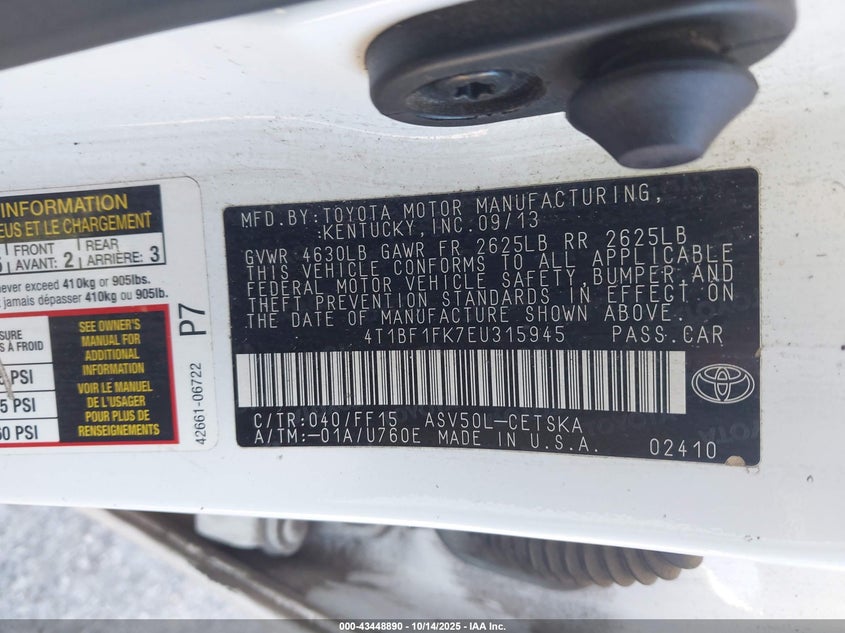 INFORMATION
EUS ET LE CHARGEMENT
FRONT
AVANT: 2
REAR
ARRIÈRE: 3
never exceed 410kg or 905lbs.
t jamais dépasser 410kg ou 905lb.
À FROID
PSI
5 PSI
60 PSI
SEE OWNER'S
MANUAL FOR
ADDITIONAL
INFORMATION
VOIR LE MANUEL
DE L'USAGER
POUR PLUS DE
RENSEIGNEMENTS
P7
42661-06722
MFD.BY:TOYOTA MOTOR MANUFACTURING,
:KENTUCKY, INC.09/13
GVWR 4630LB GAWR FR 2625LB RR 2625LB
THIS VEHICLE CONFORMS TO ALL APPLICABLE
FEDERAL MOTOR VEHICLE SAFETY,BUMPER,AND
THEFT PREVENTION STANDARDS IN EFFECT ON
THE DATE OF MANUFACTURE SHOWN ABOVE.
4T1BF1FK7EU315945 PASS.CAR
C/TR:040/FF15 ASV50L-CETSKA
A/TM:-01A/U760E MADE IN U.S.A.
02410
000-43448890 - 10/14/2025 - IAA Inc.